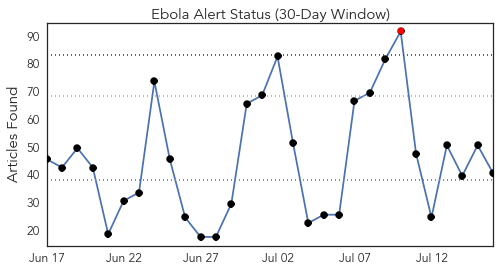 Ebola Alert Status (30-Day Window)
Articles Found
90
80
70
60
50
40
30
20
Jun 17 Jun 22 Jun 27 Jul 02 Jul 07 Jul 12